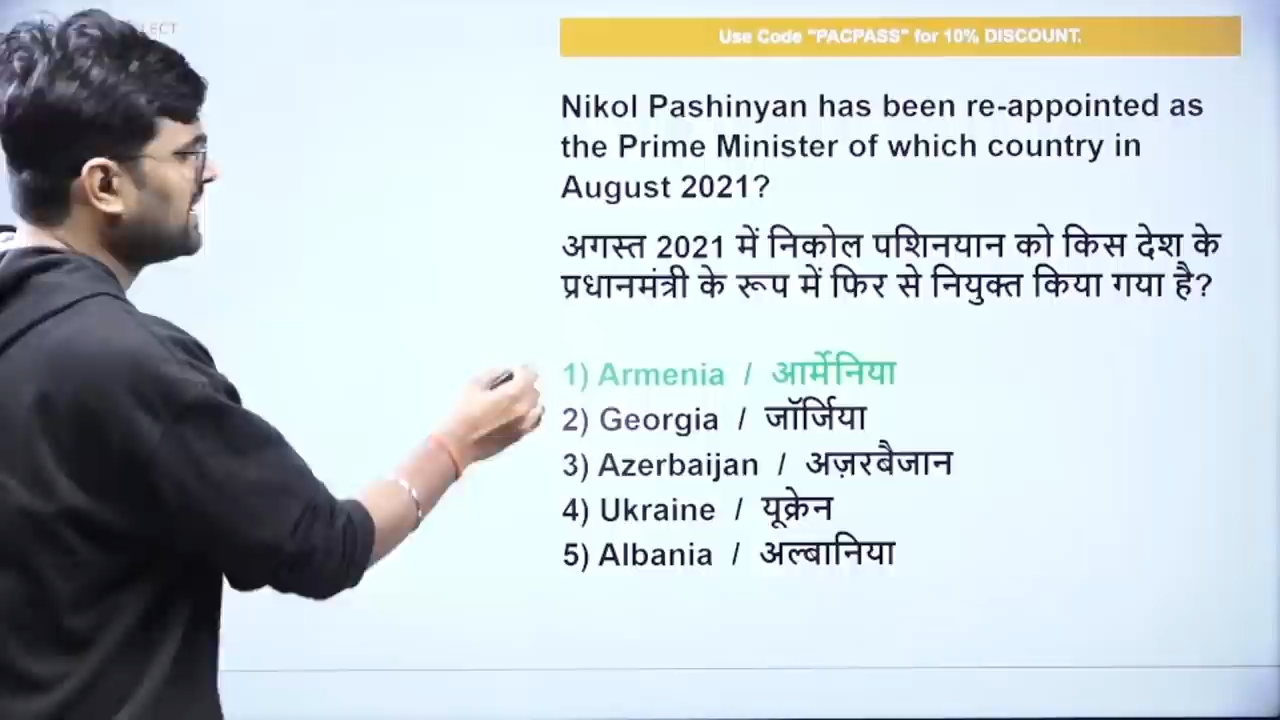 LECT
Use Code "PACPASS" for 10% DISCOUNT.
Nikol Pashinyan has been re-appointed as
the Prime Minister of which country in
August 2021?
अगस्त 2021 में निकोल पशिनयान को किस देश के
प्रधानमंत्री के रूप में फिर से नियुक्त किया गया है?
1) Armenia / आर्मेनिया
2) Georgia / जॉर्जिया
3) Azerbaijan / अज़रबैजान
4) Ukraine / यूक्रेन
5) Albania / अल्बानिया